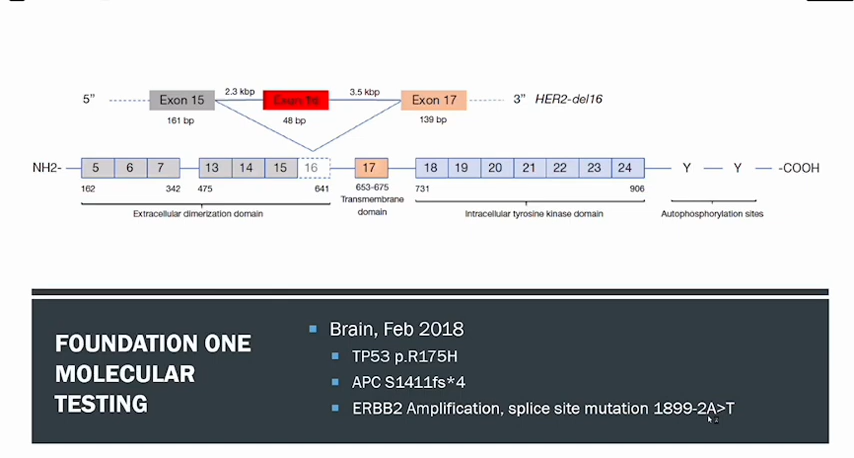 2.3 kbp 3.5 kbp
5” Exon 15 Exon 16 Exon 17 3” HER2-del16
161 bp 48 bp 139 bp
NH2- 5 6 7 13 14 15 16 17 18 19 20 21 22 23 24 Y Y -COOH
162 342 475 641 653-675 731 906
Transmembrane
domain
Extracellular dimerization domain Intracellular tyrosine kinase domain Autophosphorylation sites
FOUNDATION ONE
MOLECULAR
TESTING
Brain, Feb 2018
TP53 p.R175H
APC S1411fs*4
ERBB2 Amplification, splice site mutation 1899-2A>T